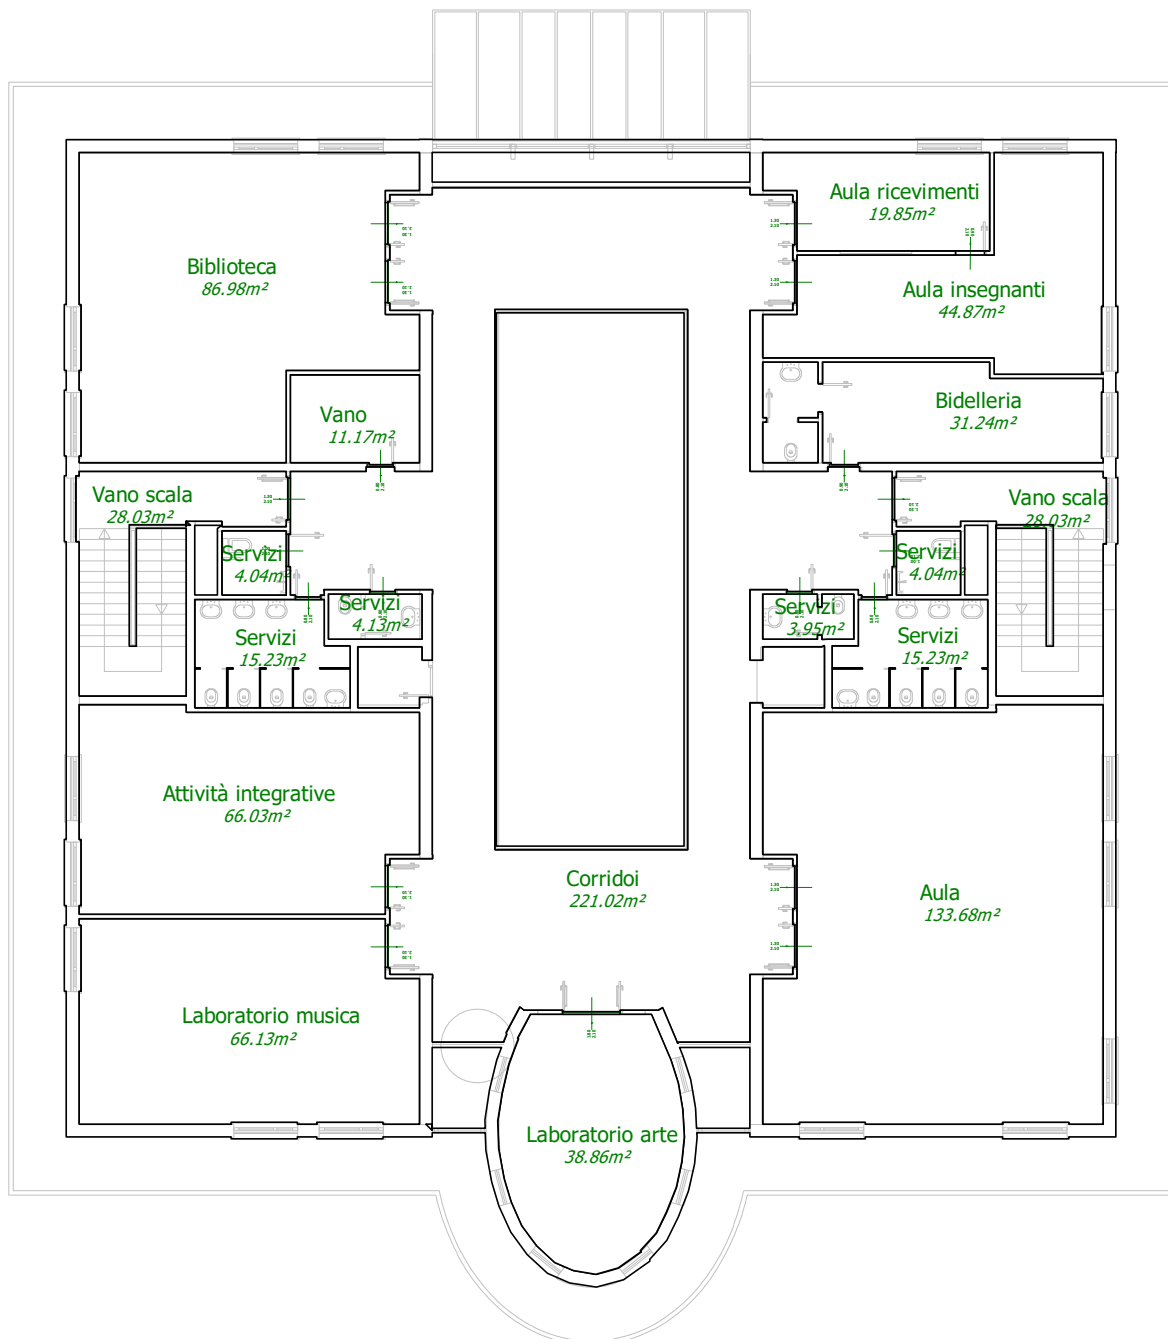 Aula ricevimenti
19.85m²
Biblioteca
86.98m²
Aula insegnanti
44.87m²
Vano
11.17m²
Bidelleria
31.24m²
Vano scala
28.03m²
Vano scala
28.03m²
Servizi
4.04m²
Servizi
4.04m²
Servizi
4.13m²
Servizi
3.95m²
Servizi
15.23m²
Servizi
15.23m²
Attività integrative
66.03m²
Corridoi
221.02m²
Aula
133.68m²
Laboratorio musica
66.13m²
Laboratorio arte
38.86m²